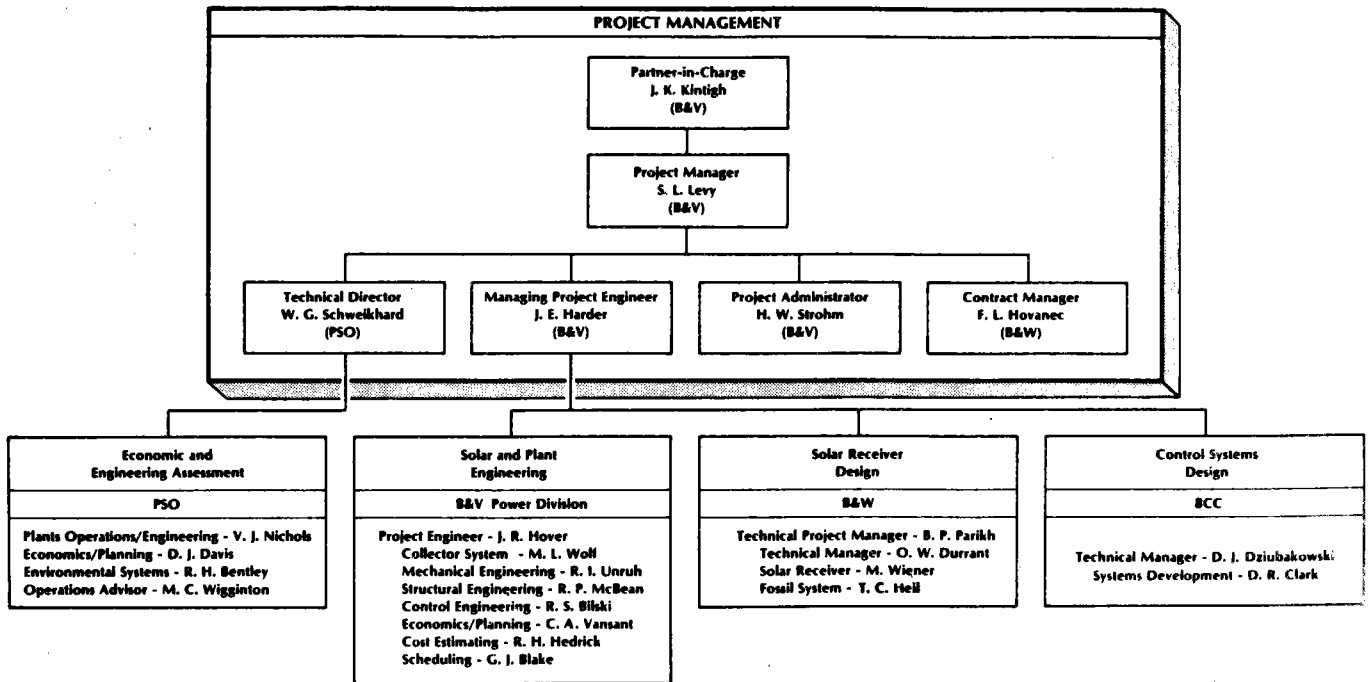 PROJECT MANAGEMENT
Partner-in-Charge
J. K. Kintigh
(B&V)
Project Manager
S. L. Levy
(B&V)
Technical Director
W. G. Schweikhard
(PSO)
Managing Project Engineer
J. E. Harder
(B&V)
Project Administrator
H. W. Strohm
(B&V)
Contract Manager
F. L. Hovanec
(B&W)
Economic and
Engineering Assessment
PSO
Plants Operations/Engineering - V. J. Nichols
Economics/Planning - D. J. Davis
Environmental Systems - R. H. Bentley
Operations Advisor - M. C. Wigginton
Solar and Plant
Engineering
B&V Power Division
Project Engineer - J. R. Hover
Collector System - M. L. Wolf
Mechanical Engineering - R. I. Unruh
Structural Engineering - R. P. McBean
Control Engineering - R. S. Bilski
Economics/Planning - C. A. Vansant
Cost Estimating - R. H. Hedrick
Scheduling - G. J. Blake
Solar Receiver
Design
B&W
Technical Project Manager - B. P. Parikh
Technical Manager - O. W. Durrant
Solar Receiver - M. Wiener
Fossil System - T. C. Heil
Control Systems
Design
BCC
Technical Manager - D. J. Dziubakowski
Systems Development - D. R. Clark